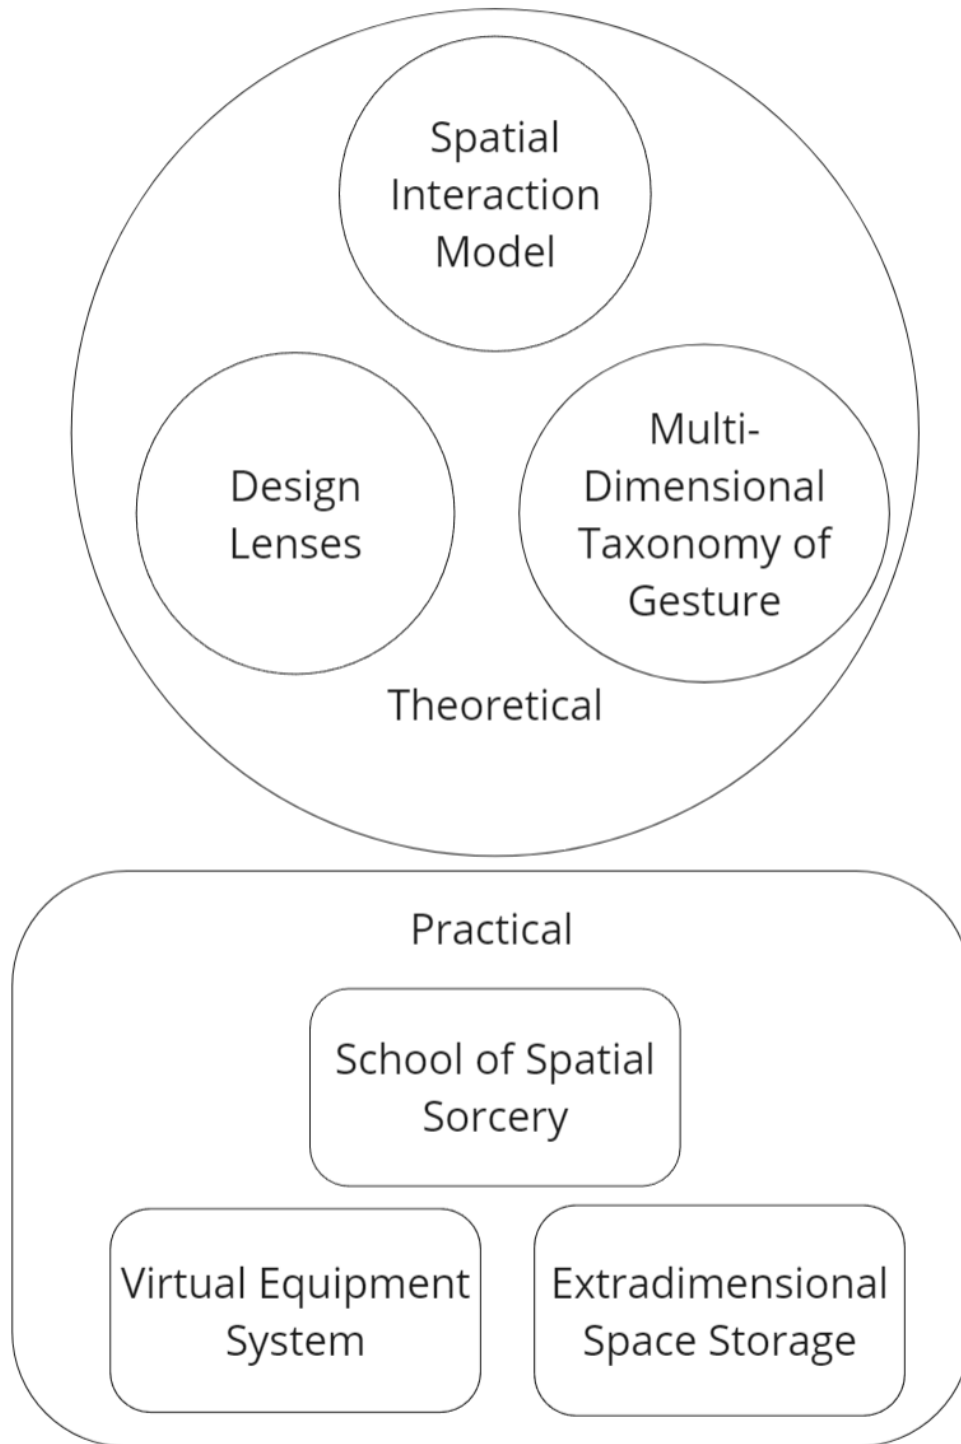 Spatial
Interaction
Model
Design
Lenses
Multi-
Dimensional
Taxonomy of
Gesture
Theoretical
Practical
School of Spatial
Sorcery
Virtual Equipment
System
Extradimensional
Space Storage